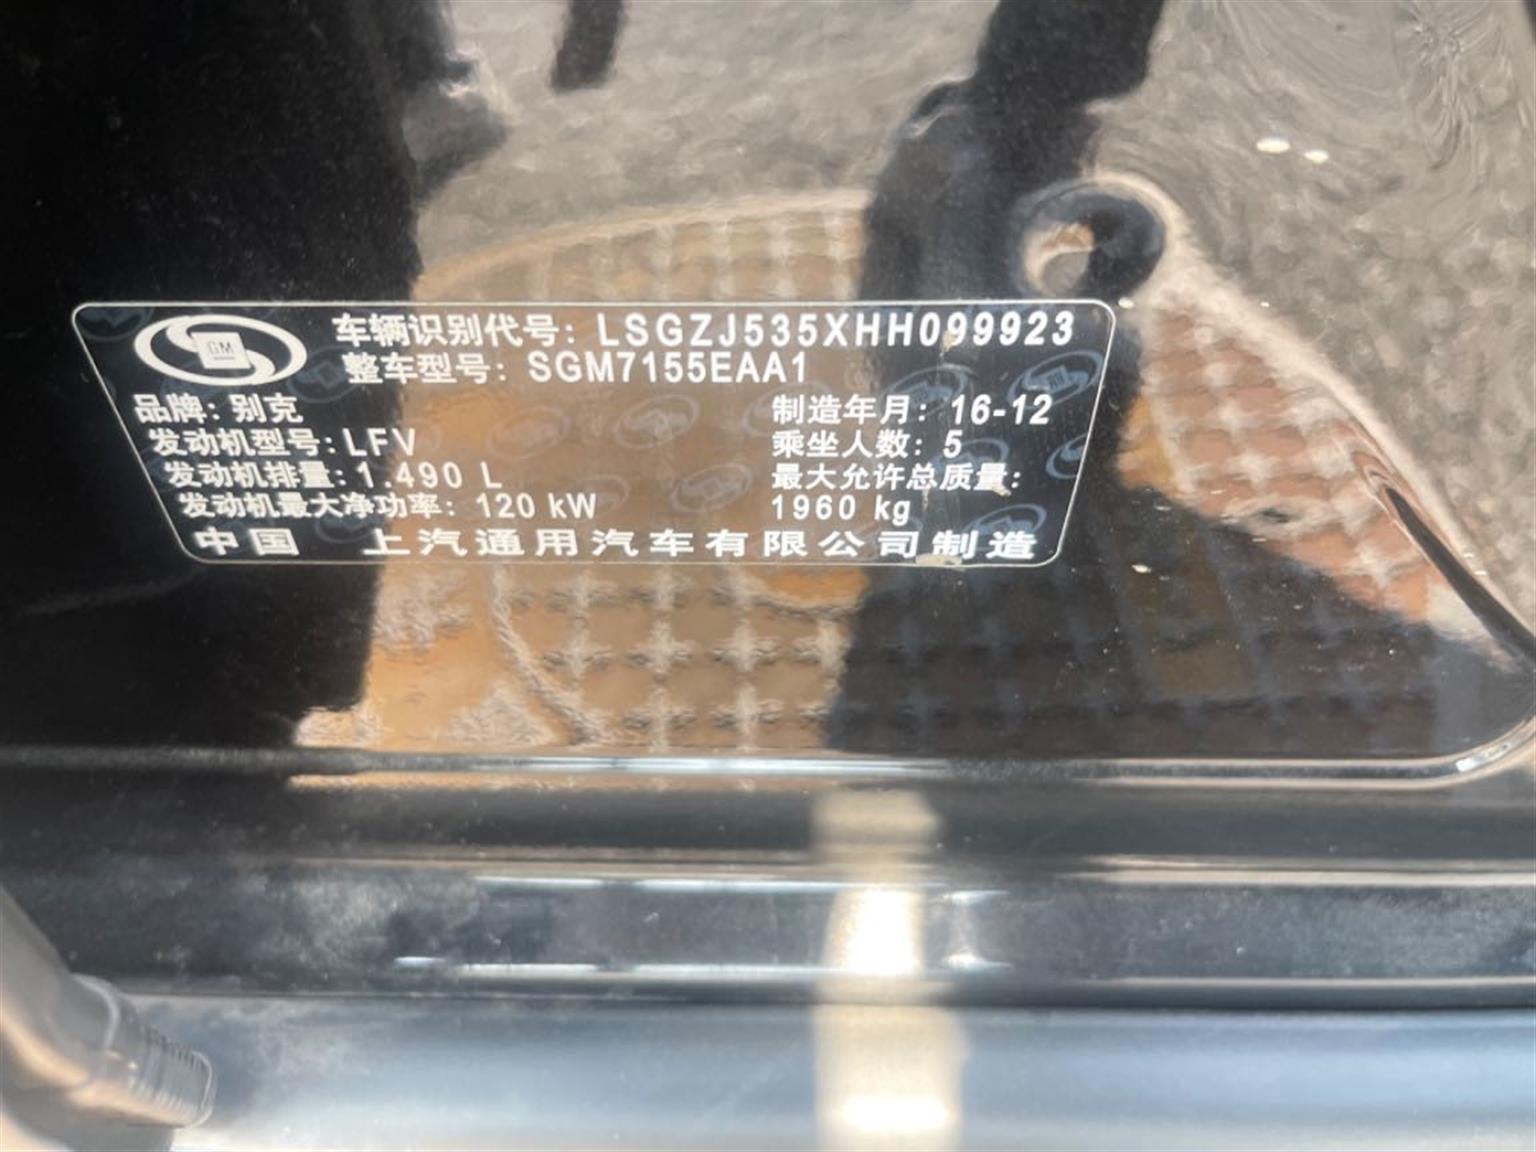 GM
车辆识别代号: LSGZJ535XHH099923
整车型号: SGM7155EAA1
品牌: 别克
制造年月: 16-12
发动机型号: LFV
乘坐人数: 5
发动机排量: 1.490 L
最大允许总质量:
发动机最大净功率: 120 kW
1960 kg
中国 上汽通用汽车有限公司制造